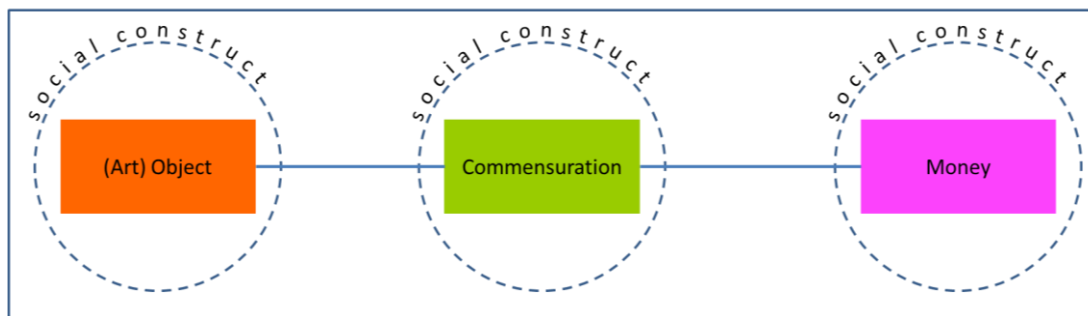 social construct
social construct
social construct
(Art) Object
Commensuration
Money